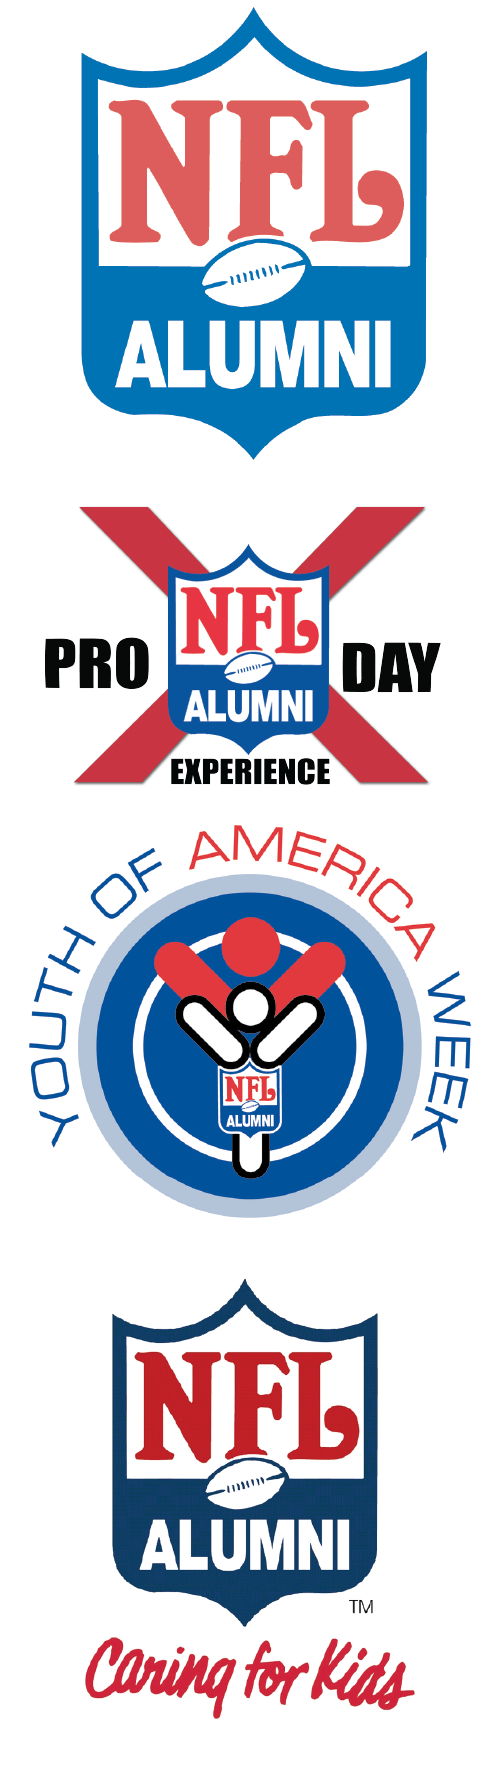 NFL
ALUMNI
PRO NFL DAY
ALUMNI
EXPERIENCE
YOUTH OF AMERICA WEEK
NFL
ALUMNI
NFL
ALUMNI
TM
Caring for Kids